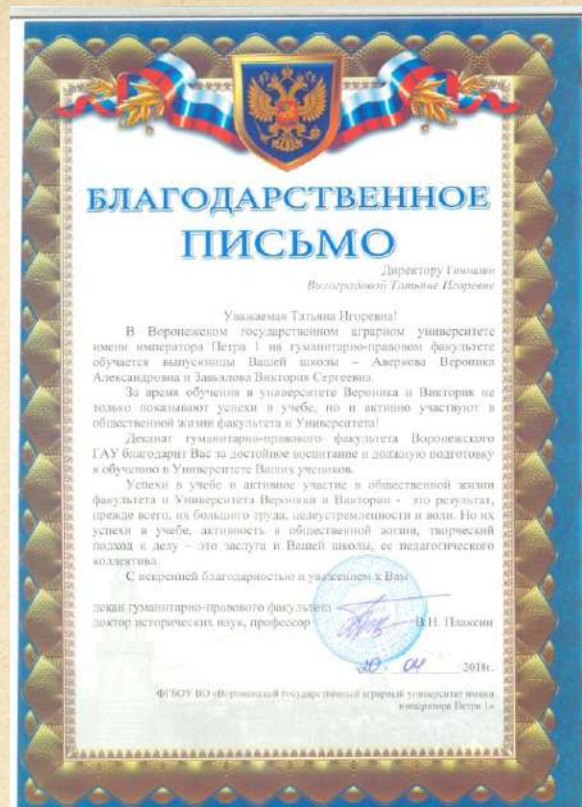 БЛАГОДАРСТВЕННОЕ
ПИСЬМО
Директору Гимназии
Виноградовой Татьяне Игоревне
Уважаемая Татьяна Игоревна!
В Воронежском государственном аграрном университете
имени императора Петра 1 на гуманитарно-правовом факультете
обучается выпускницы Вашей школы – Аверкова Вероника
Александровна и Завьялова Виктория Сергеевна.
За время обучения в университете Вероника и Виктория не
только показывают успехи в учебе, но и активно участвуют в
общественной жизни факультета и Университета!
Деканат гуманитарно-правового факультета Воронежского
ГАУ благодарит Вас за достойное воспитание и должную подготовку
к обучению в Университете Ваших учеников.
Успехи в учебе и активное участие в общественной жизни
факультета и Университета Вероники и Виктории - это результат,
прежде всего, их большого труда, целеустремленности и воли. Но их
успехи в учебе, активность в общественной жизни, творческий
подход к делу – это заслуга и Вашей школы, ее педагогического
коллектива.
С искренней благодарностью и уважением к Вам
декан гуманитарно-правового факультета
доктор исторических наук, профессор В.Н. Плаксин
20 04 2018г.
ФГБОУ ВО «Воронежский государственный аграрный университет имени
императора Петра 1»